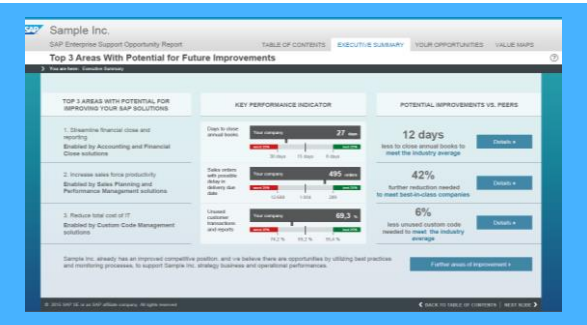 SAP
Sample Inc.
SAP Enterprise Support Opportunity Report
TABLE OF CONTENTS
EXECUTIVE SUMMARY
YOUR OPPORTUNITIES
VALUE MAPS
Top 3 Areas With Potential for Future Improvements
You are here: Executive Summary
TOP 3 AREAS WITH POTENTIAL FOR
IMPROVING YOUR SAP SOLUTIONS
KEY PERFORMANCE INDICATOR
POTENTIAL IMPROVEMENTS VS. PEERS
1. Streamline financial close and
reporting
Enabled by Accounting and Financial
Close solutions
Days to close
annual books
Your company
27 days
20 days
15 days
12 days
less to close annual books to
meet the industry average
Details »
2. Increase sales force productivity
Enabled by Sales Planning and
Performance Management solutions
Sales orders
with possible
delay in
delivery due
date
Your company
495 orders
42%
further reduction needed
to meet best-in-class companies
Details »
3. Reduce total cost of IT
Enabled by Custom Code Management
solutions
Unused
customer
transactions
and reports
Your company
69,3 %
6%
less unused custom code
needed to meet the industry
average
Details »
Sample Inc. already has an improved competitive position, and we believe there are opportunities by utilizing best practices
and monitoring processes, to support Sample Inc. strategy business and operational performances.
Further areas of improvement »
BACK TO TABLE OF CONTENTS | NEXT SLIDE